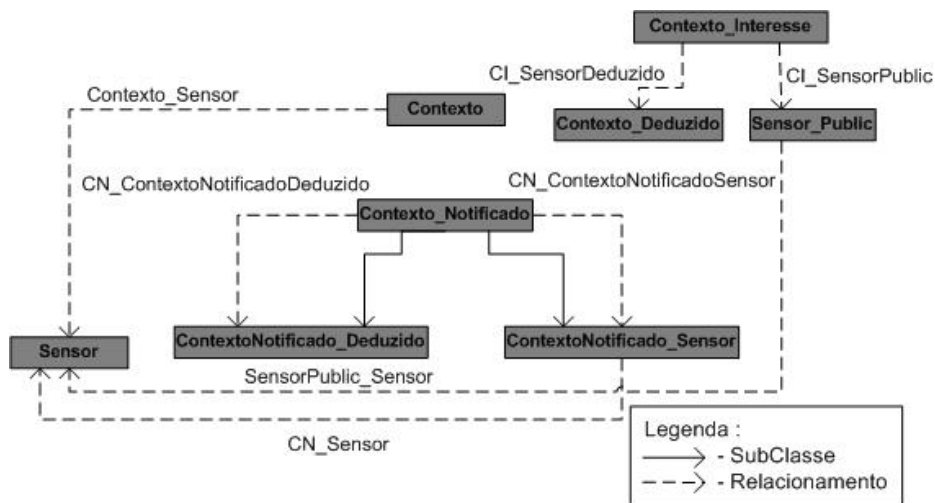 Contexto_Interesse
CI_SensorDeduzido
CI_SensorPublic
Contexto_Sensor
Contexto
Contexto_Deduzido
Sensor_Public
CN_ContextoNotificadoDeduzido
CN_ContextoNotificadoSensor
Contexto_Notificado
Sensor
ContextoNotificado_Deduzido
ContextoNotificado_Sensor
SensorPublic_Sensor
CN_Sensor
Legenda :
- SubClasse
- Relacionamento